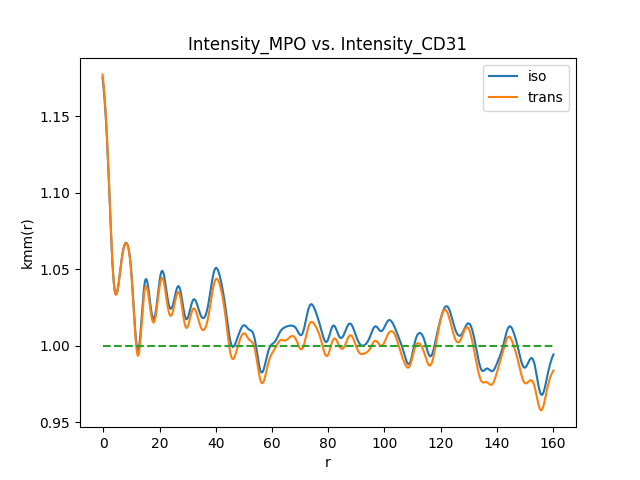 Intensity_MPO vs. Intensity_CD31
iso
trans
1.15
1.10
1.05
1.00
0.95
kmm(r)
0 20 40 60 80 100 120 140 160
r